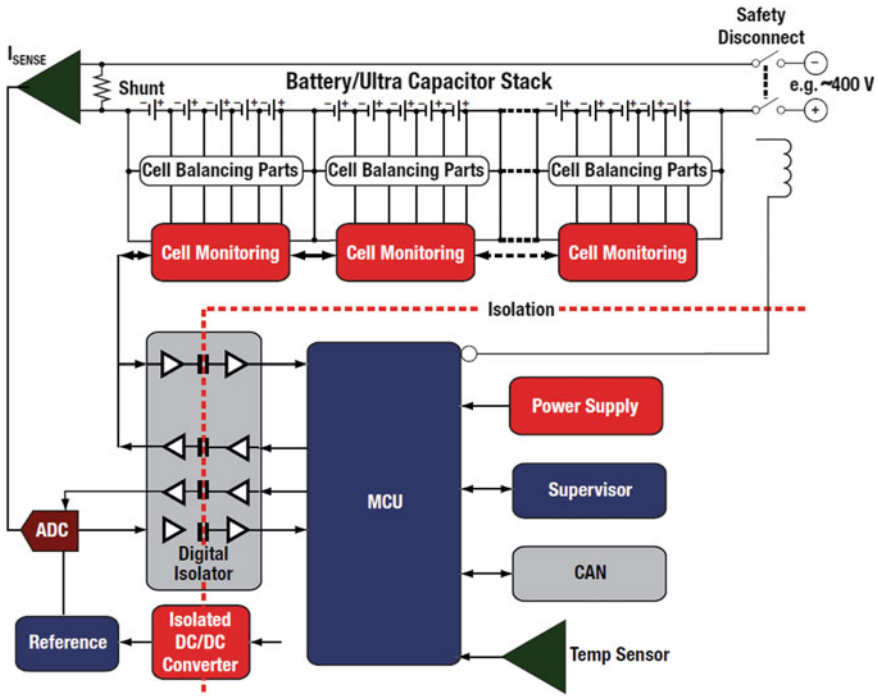 Safety
Disconnect
I SENSE
Shunt
Battery/Ultra Capacitor Stack
−
e.g. ~400 V
+
− + − + − + − + − +
− + − + − + − + − +
− + − + − + − + − +
Cell Balancing Parts
Cell Balancing Parts
Cell Balancing Parts
Cell Monitoring
Cell Monitoring
Cell Monitoring
Isolation
Power Supply
MCU
Supervisor
ADC
Digital
Isolator
CAN
Reference
Isolated
DC/DC
Converter
Temp Sensor